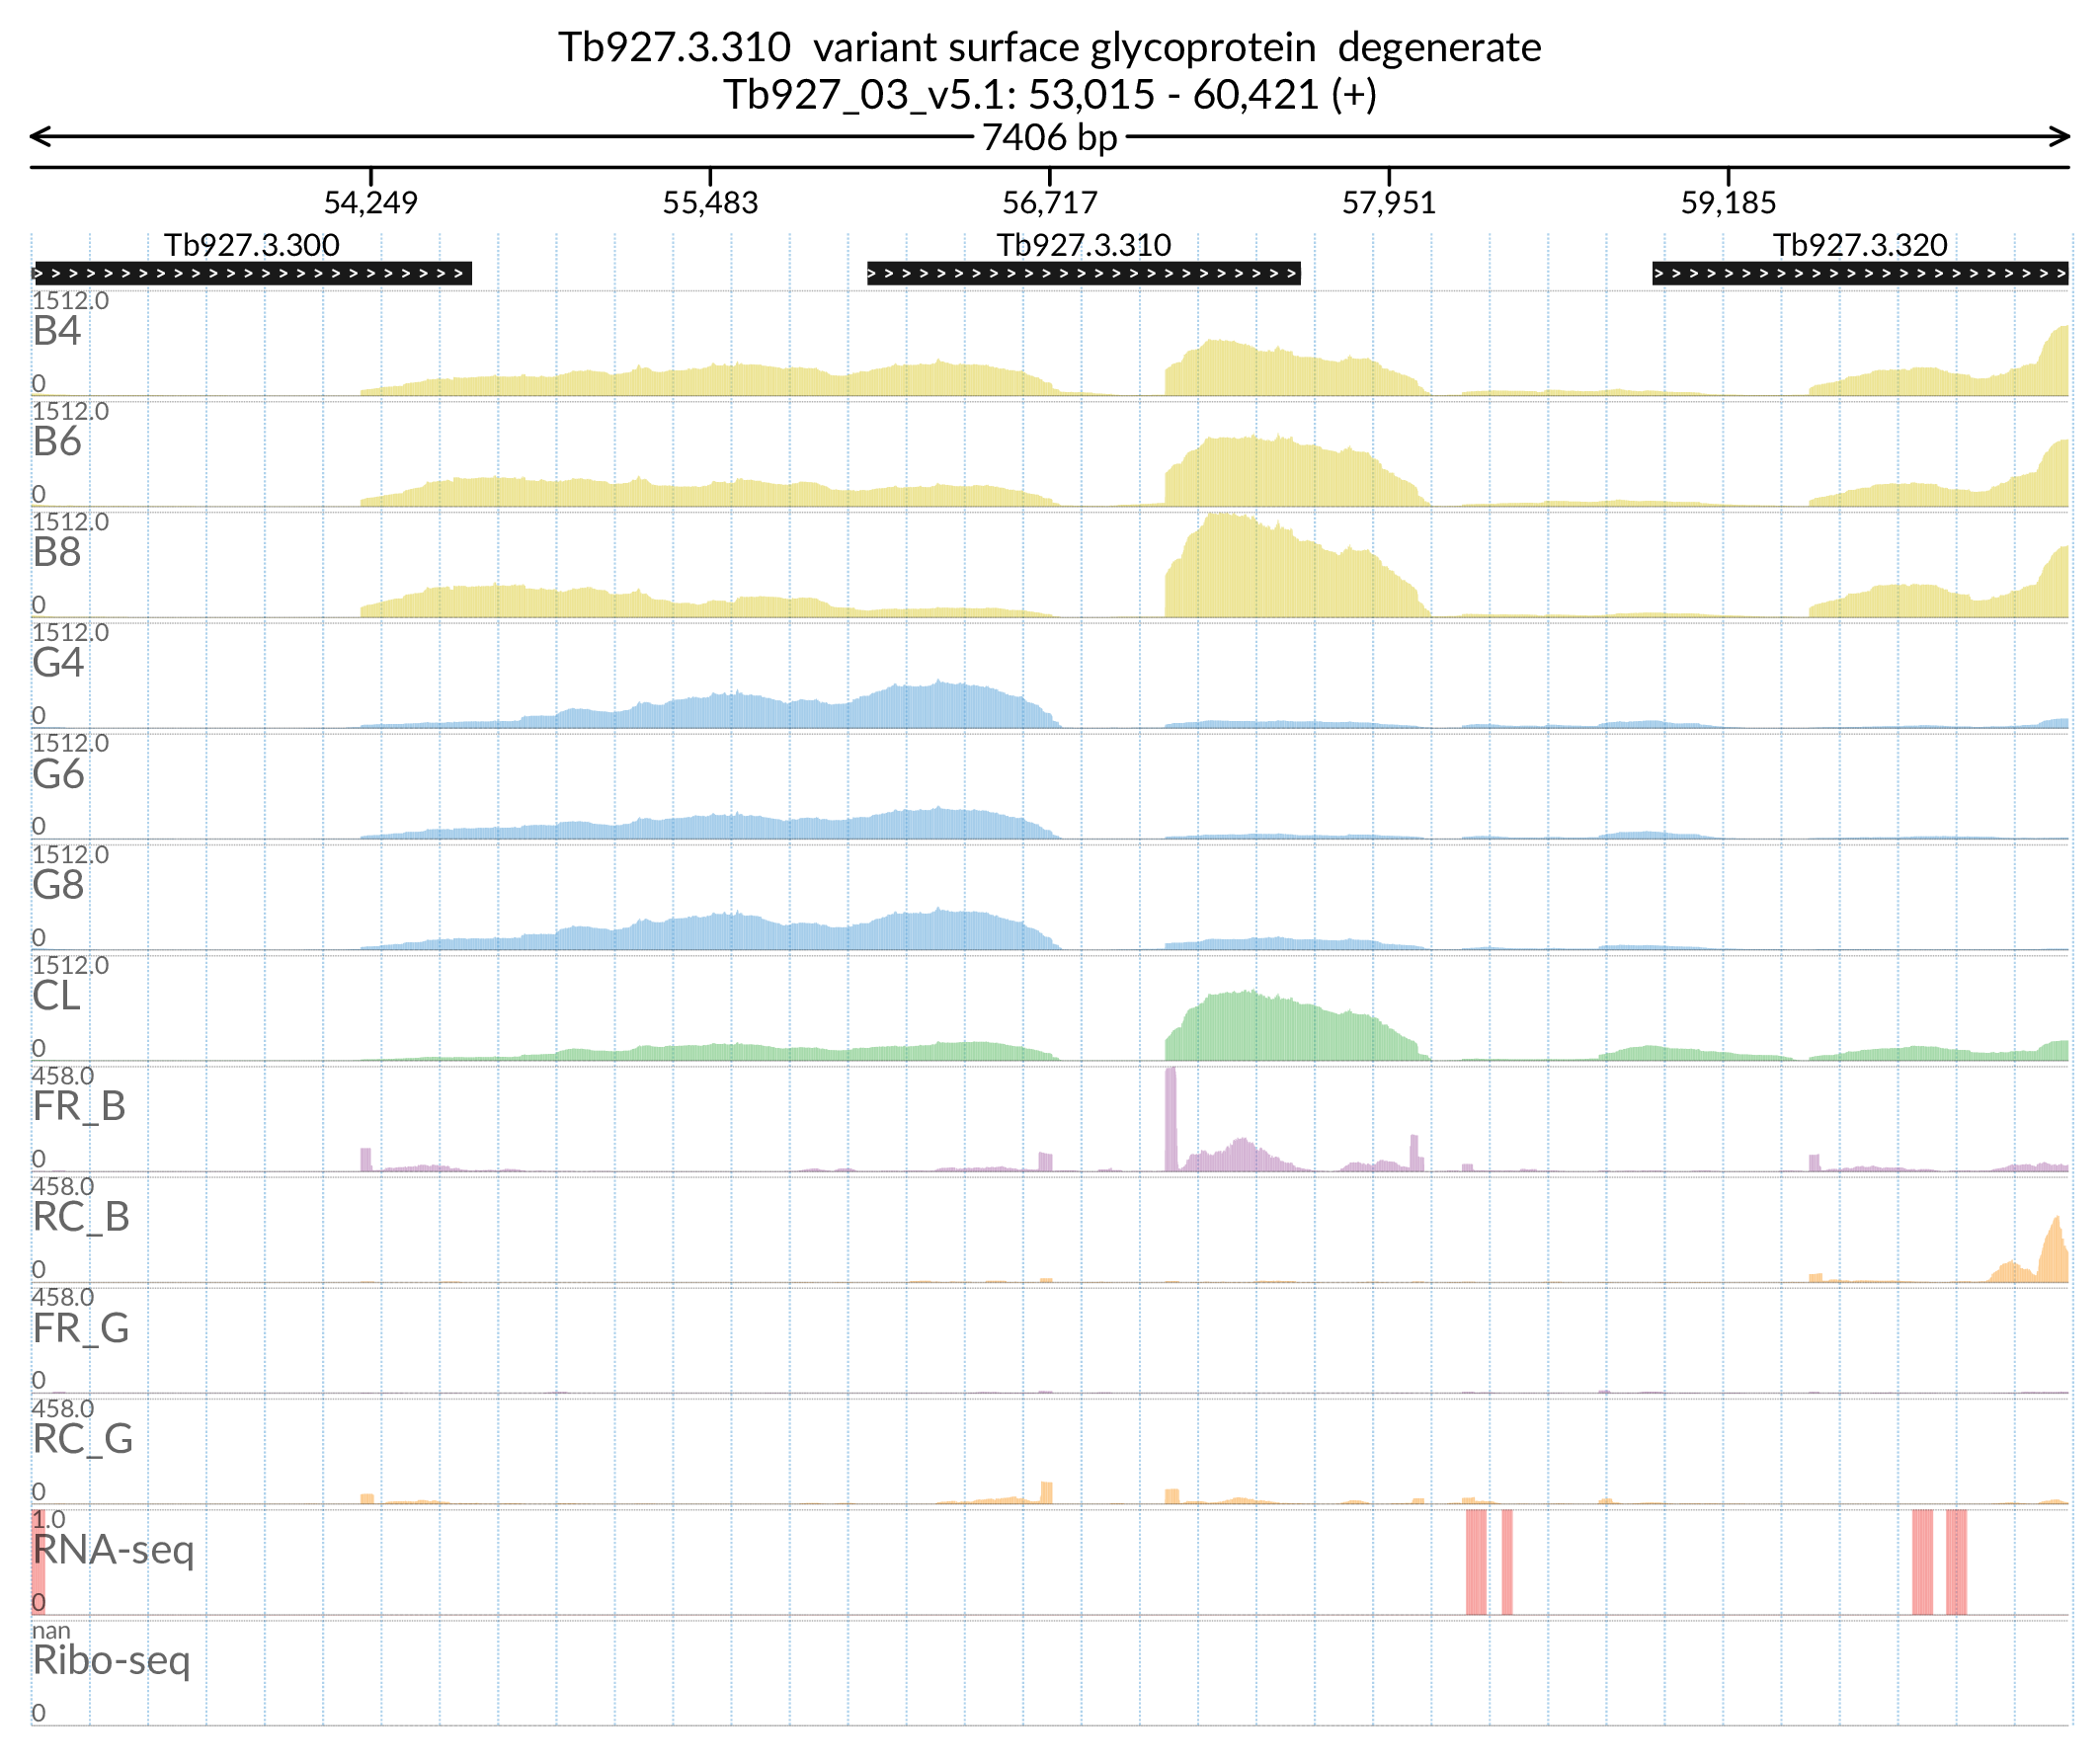 Tb927.3.310 variant surface glycoprotein degenerate
Tb927_03_v5.1: 53,015 - 60,421 (+)
7406 bp
54,249 55,483 56,717 57,951 59,185
Tb927.3.300 Tb927.3.310 Tb927.3.320
1512.0
B4
0
1512.0
B6
0
1512.0
B8
0
1512.0
G4
0
1512.0
G6
0
1512.0
G8
0
1512.0
CL
0
458.0
FR_B
0
458.0
RC_B
0
458.0
FR_G
0
458.0
RC_G
0
1.0
RNA-seq
0
nan
Ribo-seq
0